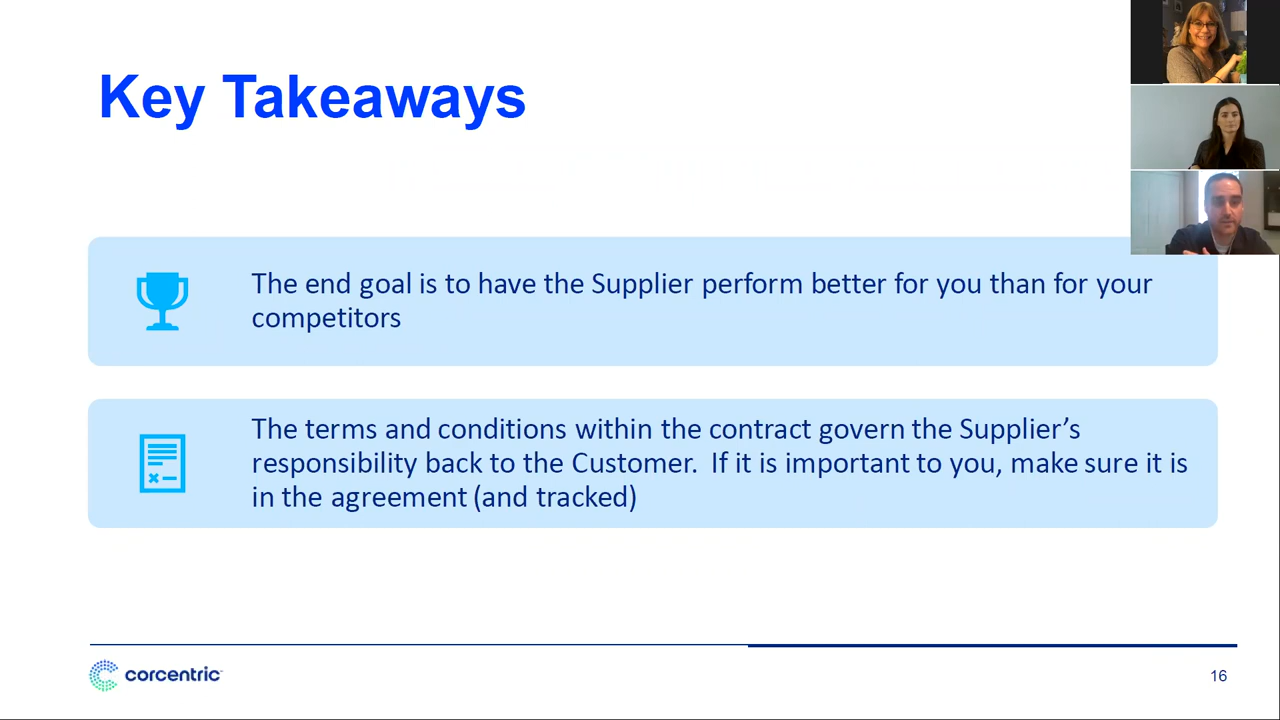 Key Takeaways
The end goal is to have the Supplier perform better for you than for your
competitors
The terms and conditions within the contract govern the Supplier’s
responsibility back to the Customer.  If it is important to you, make sure it is
in the agreement (and tracked)
corcentric
16